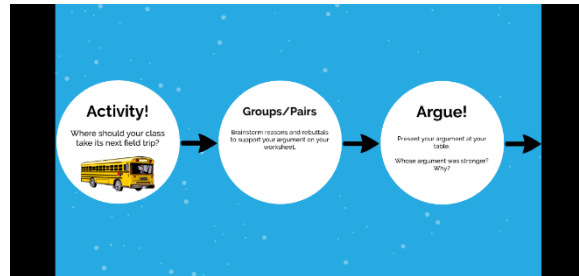 Activity!
Where should your class
take its next field trip?
Groups/Pairs
Brainstorm reasons and rebuttals
to support your argument on your
worksheet.
Argue!
Present your argument at your
table.
Whose argument was stronger?
Why?